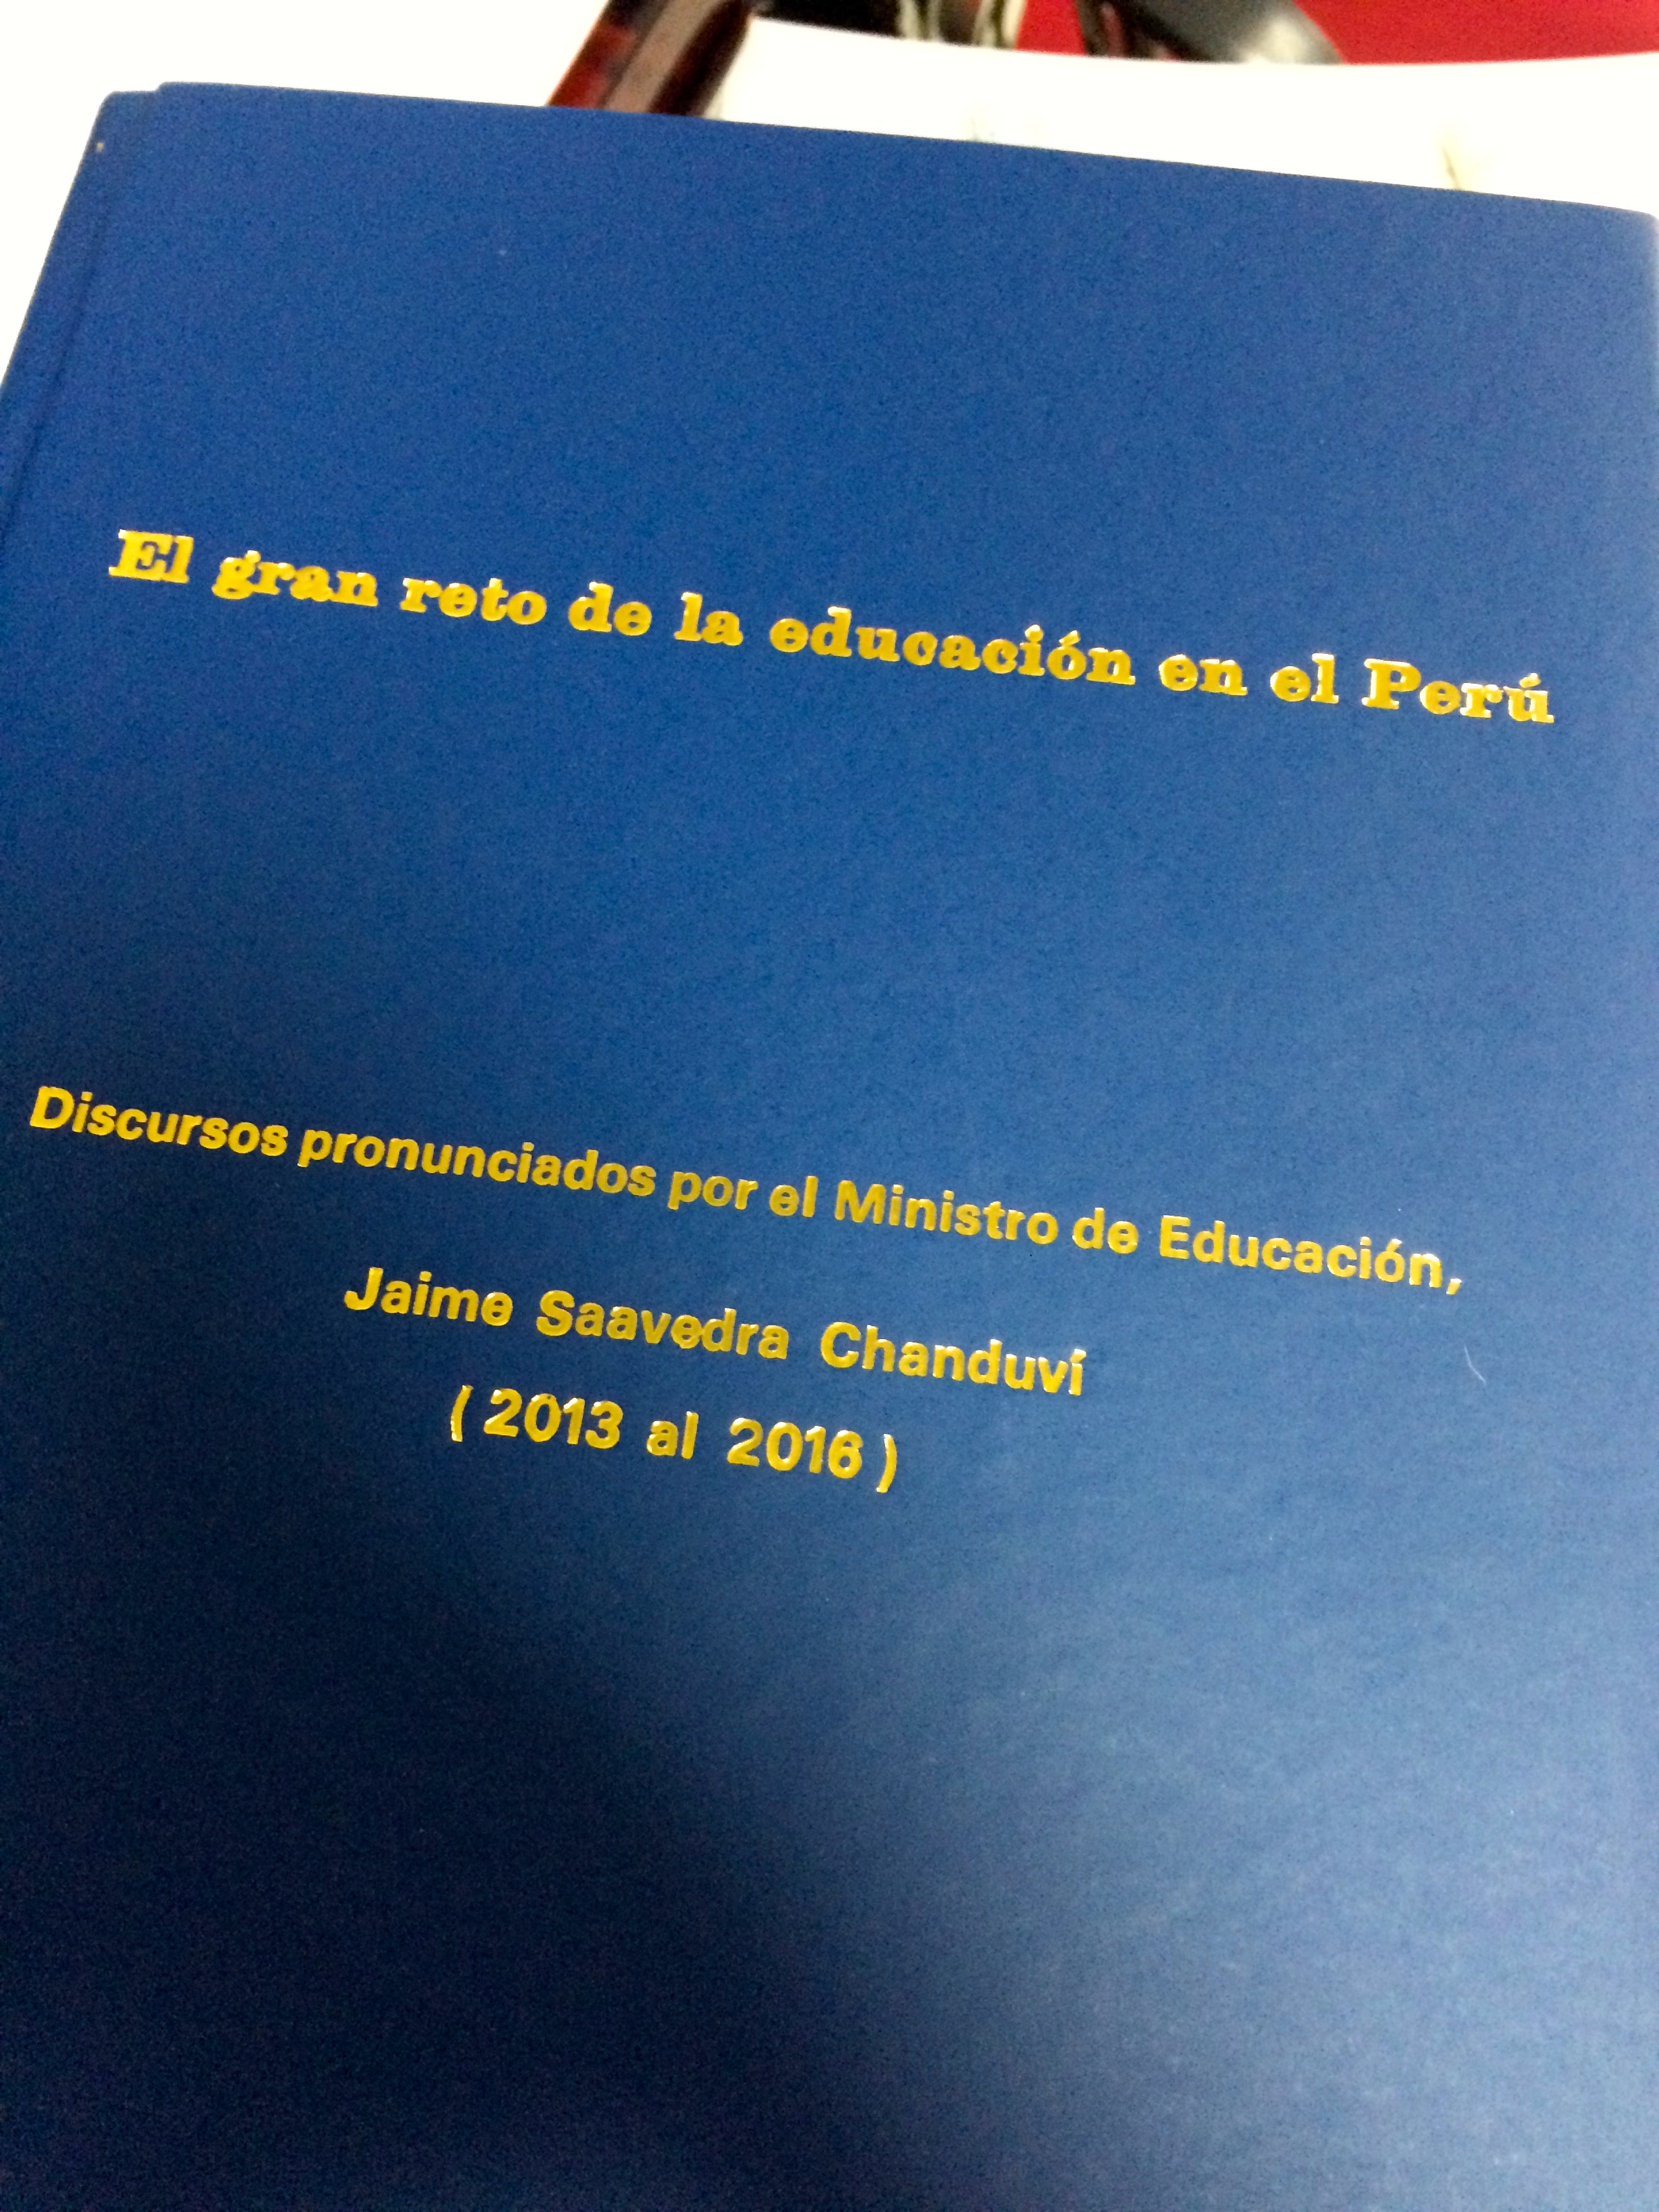 El gran reto de la educación en el Perú
Discursos pronunciados por el Ministro de Educación,
Jaime Saavedra Chanduví
( 2013 al 2016 )